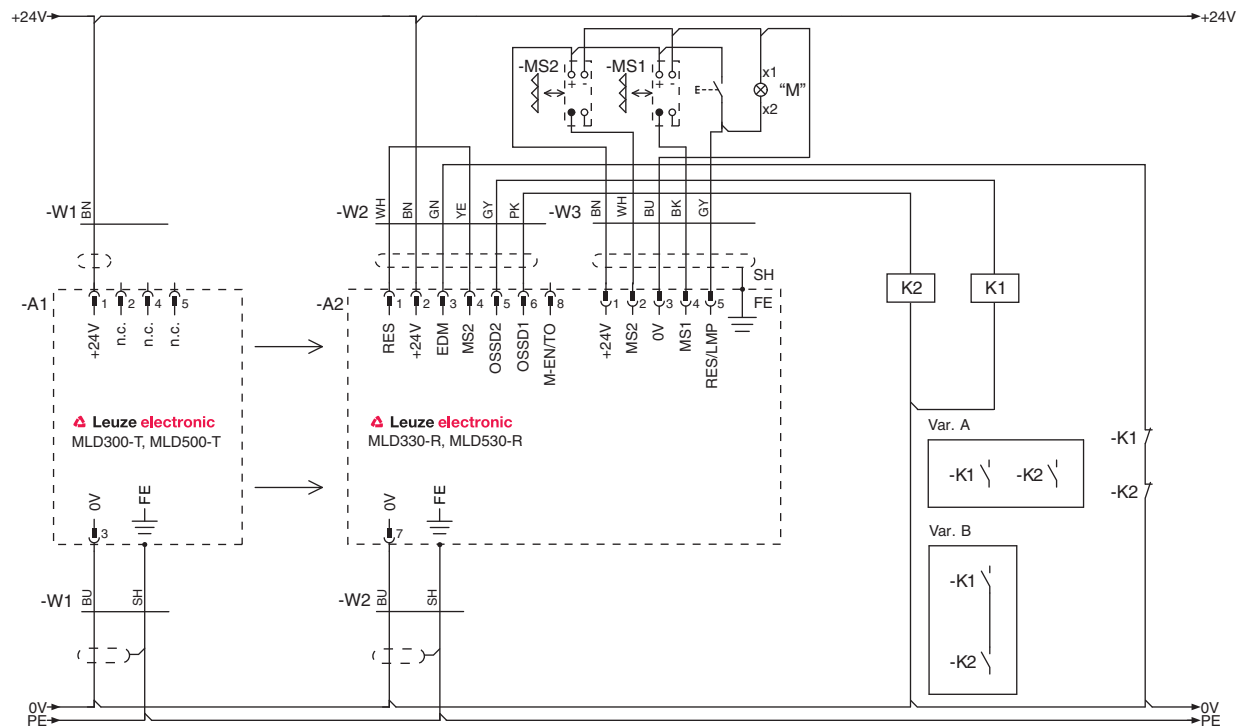 +24V +24V
-MS2 -MS1 x1 "M"
x2
-W1 BN -W2 WH BN GN YE GY PK -W3 BN WH BU BK GY
SH
K2 K1
-A1 1 2 4 5 -A2 1 2 3 4 5 6 8 1 2 3 4 5 FE
+24V n.c. n.c. n.c. RES +24V EDM MS2 OSSD2 OSSD1 M-EN/TO +24V MS2 0V MS1 RES/LMP
Leuze electronic Leuze electronic
MLD300-T, MLD500-T MLD330-R, MLD530-R
Var. A
-K1
-K1 -K2
-K2
0V FE 0V FE
3 7
Var. B
-K1
-W1 BU SH -W2 BU SH
-K2
0V 0V
PE PE